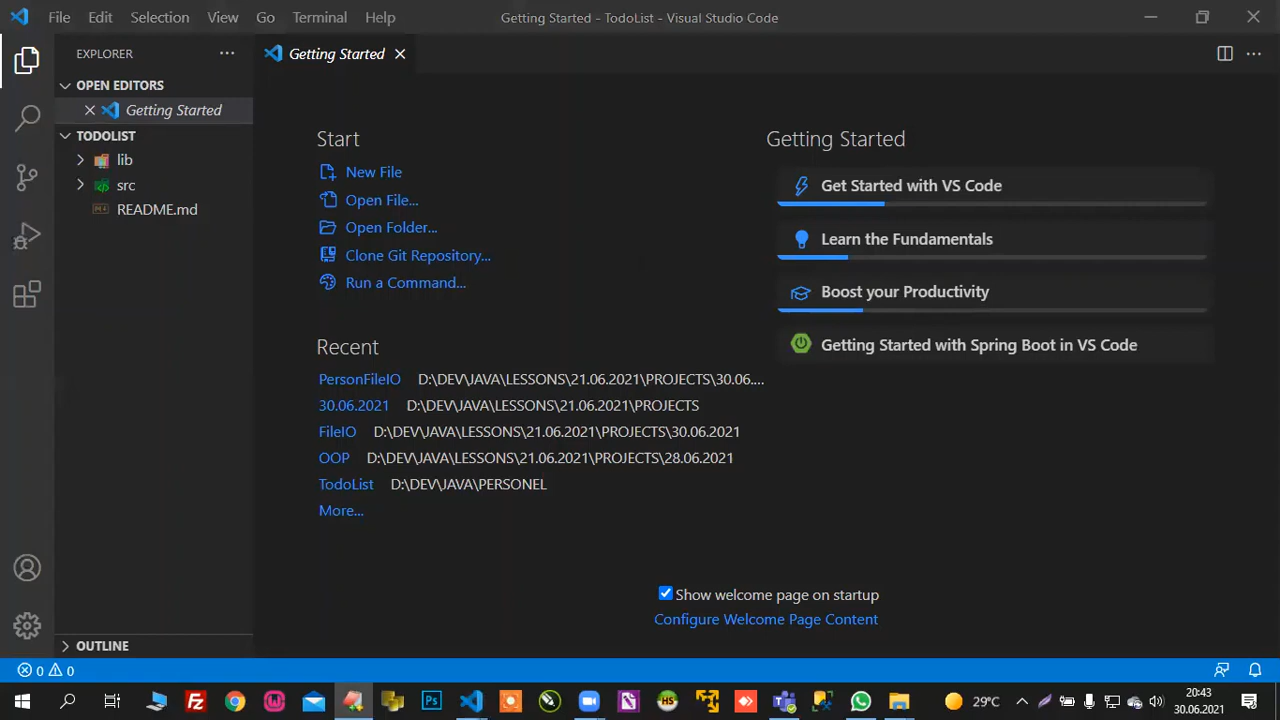 File Edit Selection View Go Terminal Help
Getting Started - TodoList - Visual Studio Code
EXPLORER
OPEN EDITORS
Getting Started
TODOLIST
lib
src
README.md
OUTLINE
Getting Started
Start
New File
Open File...
Open Folder...
Clone Git Repository...
Run a Command...
Recent
PersonFileIO D:\DEV\JAVA\LESSONS\21.06.2021\PROJECTS\30.06....
30.06.2021 D:\DEV\JAVA\LESSONS\21.06.2021\PROJECTS
FileIO D:\DEV\JAVA\LESSONS\21.06.2021\PROJECTS\30.06.2021
OOP D:\DEV\JAVA\LESSONS\21.06.2021\PROJECTS\28.06.2021
TodoList D:\DEV\JAVA\PERSONEL
More...
Getting Started
Get Started with VS Code
Learn the Fundamentals
Boost your Productivity
Getting Started with Spring Boot in VS Code
Show welcome page on startup
Configure Welcome Page Content
0 0
Fz
Ps
HS
29°C
20:43
30.06.2021